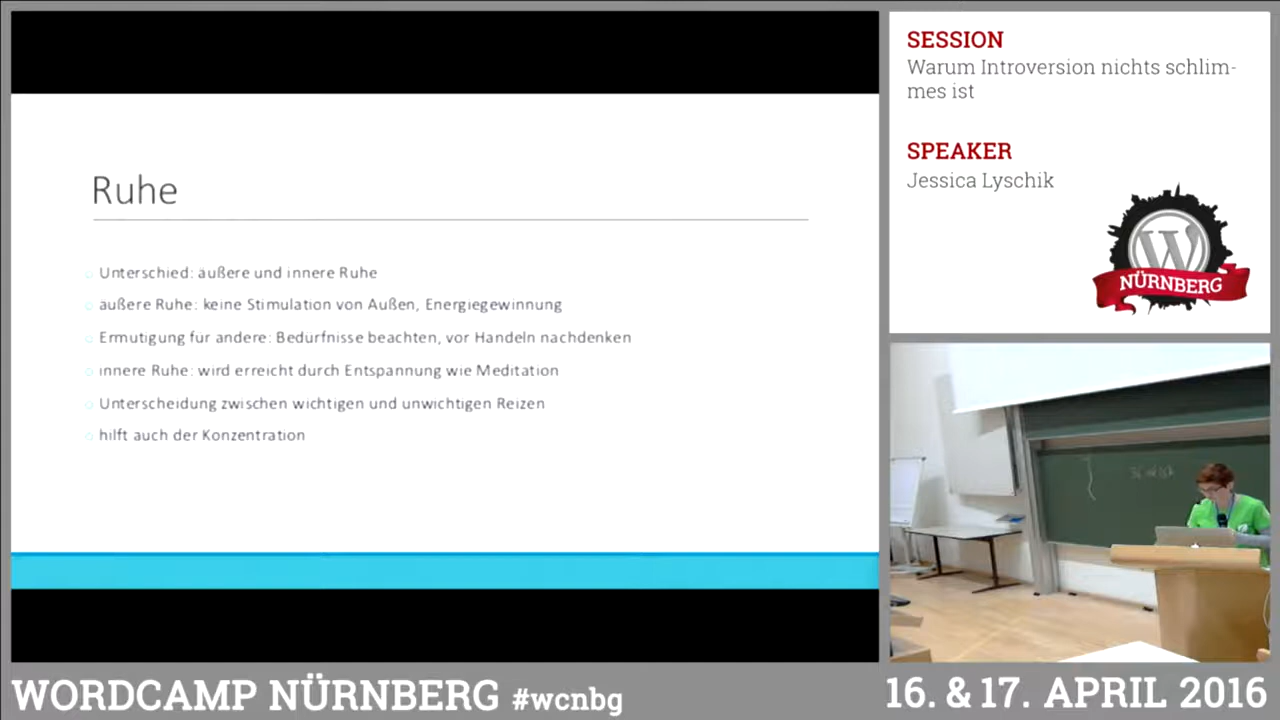 Ruhe
Unterschied: äußere und innere Ruhe
äußere Ruhe: keine Stimulation von Außen, Energiegewinnung
Ermutigung für andere: Bedürfnisse beachten, vor Handeln nachdenken
innere Ruhe: wird erreicht durch Entspannung wie Meditation
Unterscheidung zwischen wichtigen und unwichtigen Reizen
hilft auch der Konzentration
SESSION
Warum Introversion nichts schlim-
mes ist
SPEAKER
Jessica Lyschik
W
NÜRNBERG
WORDCAMP NÜRNBERG #wcnbg
16. & 17. APRIL 2016